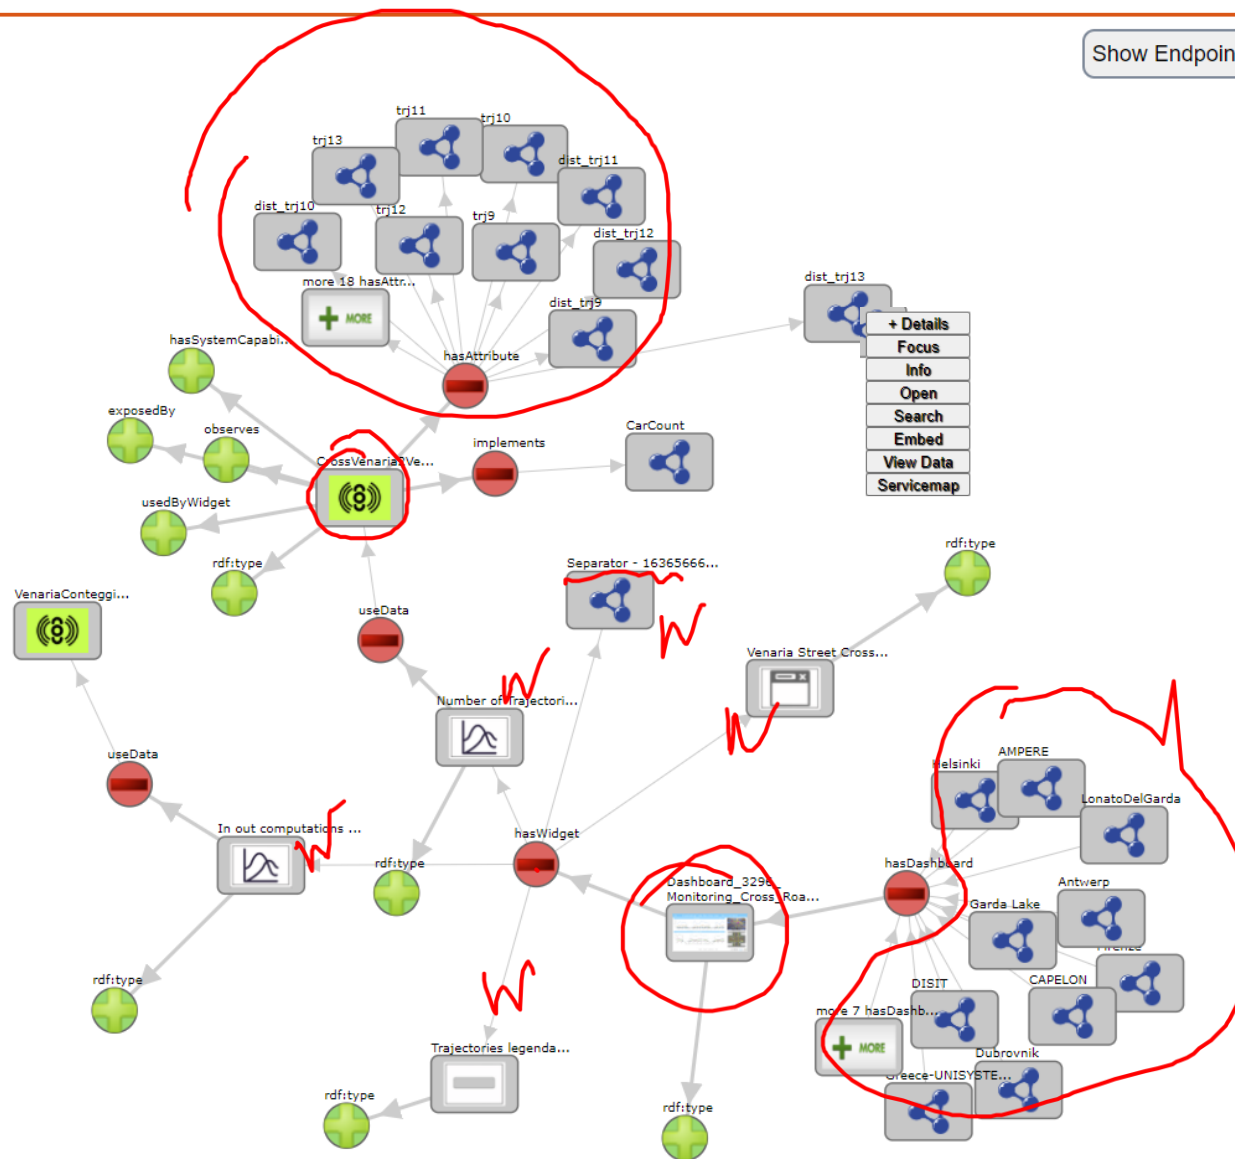 Show Endpoin
trj11
trj10
trj13
dist_trj11
dist_trj10
trj12
trj9
dist_trj12
more 18 hasAttr...
MORE
dist_trj9
dist_trj13
+ Details
Focus
Info
Open
Search
Embed
View Data
Servicemap
hasSystemCapabi...
hasAttribute
exposedBy
observes
implements
CarCount
usedByWidget
rdf:type
rdf:type
Separator - 16365666...
W
VenariaConteggi...
useData
Venaria Street Cross...
W
W
Number of Trajectori...
useData
In out computations ...
W
hasWidget
rdf:type
Dashboard_3296_
Monitoring_Cross_Roa...
hasDashboard
Helsinki
AMPERE
LonatoDelGarda
Antwerp
Garda Lake
CAPELON
DISIT
more 7 hasDashb...
MORE
Dubrovnik
Greece-UNISYSTE...
W
rdf:type
Trajectories legenda...
rdf:type
rdf:type